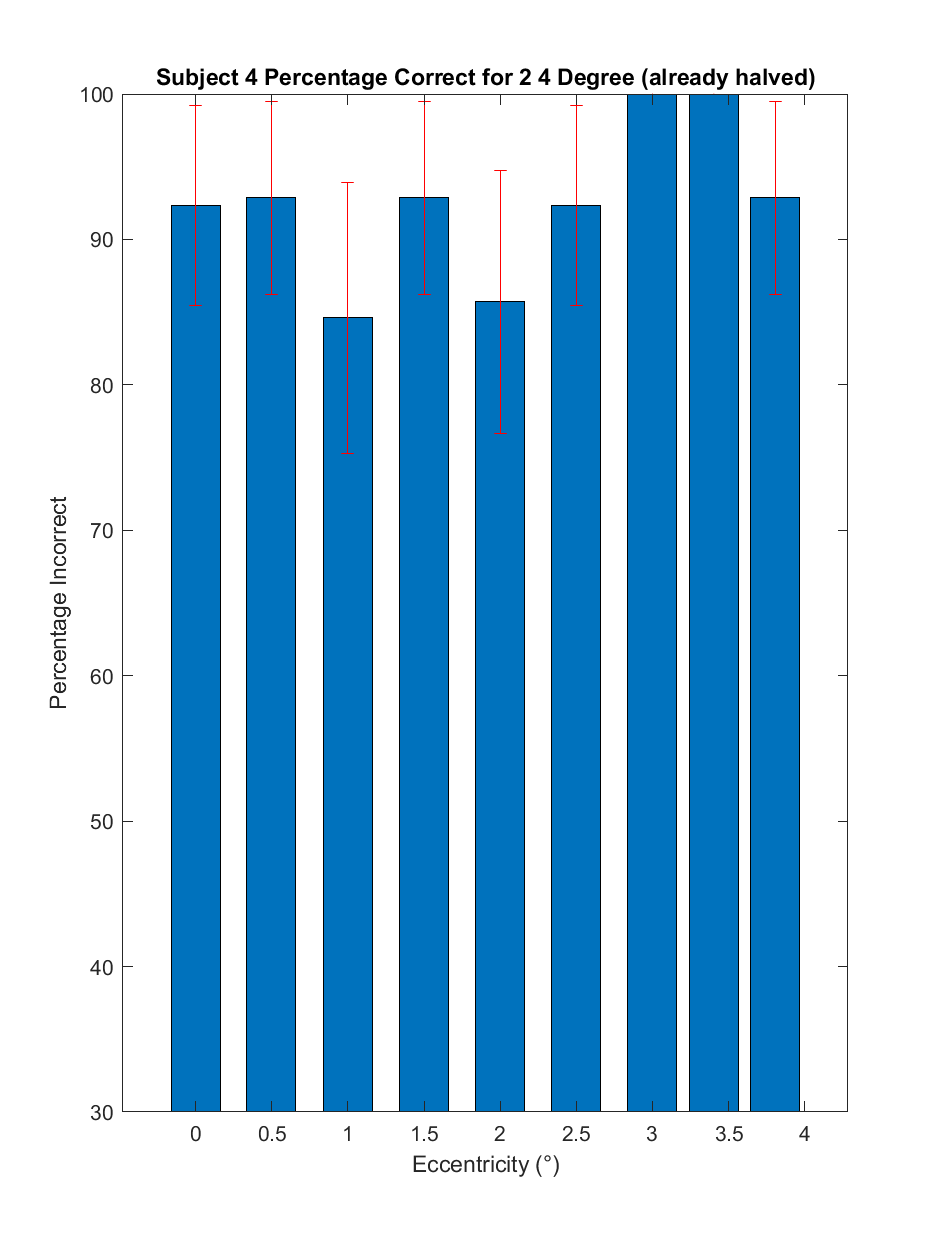 Subject 4 Percentage Correct for 2 4 Degree (already halved)
100
90
80
70
60
50
40
30
Percentage Incorrect
0 0.5 1 1.5 2 2.5 3 3.5 4
Eccentricity (°)